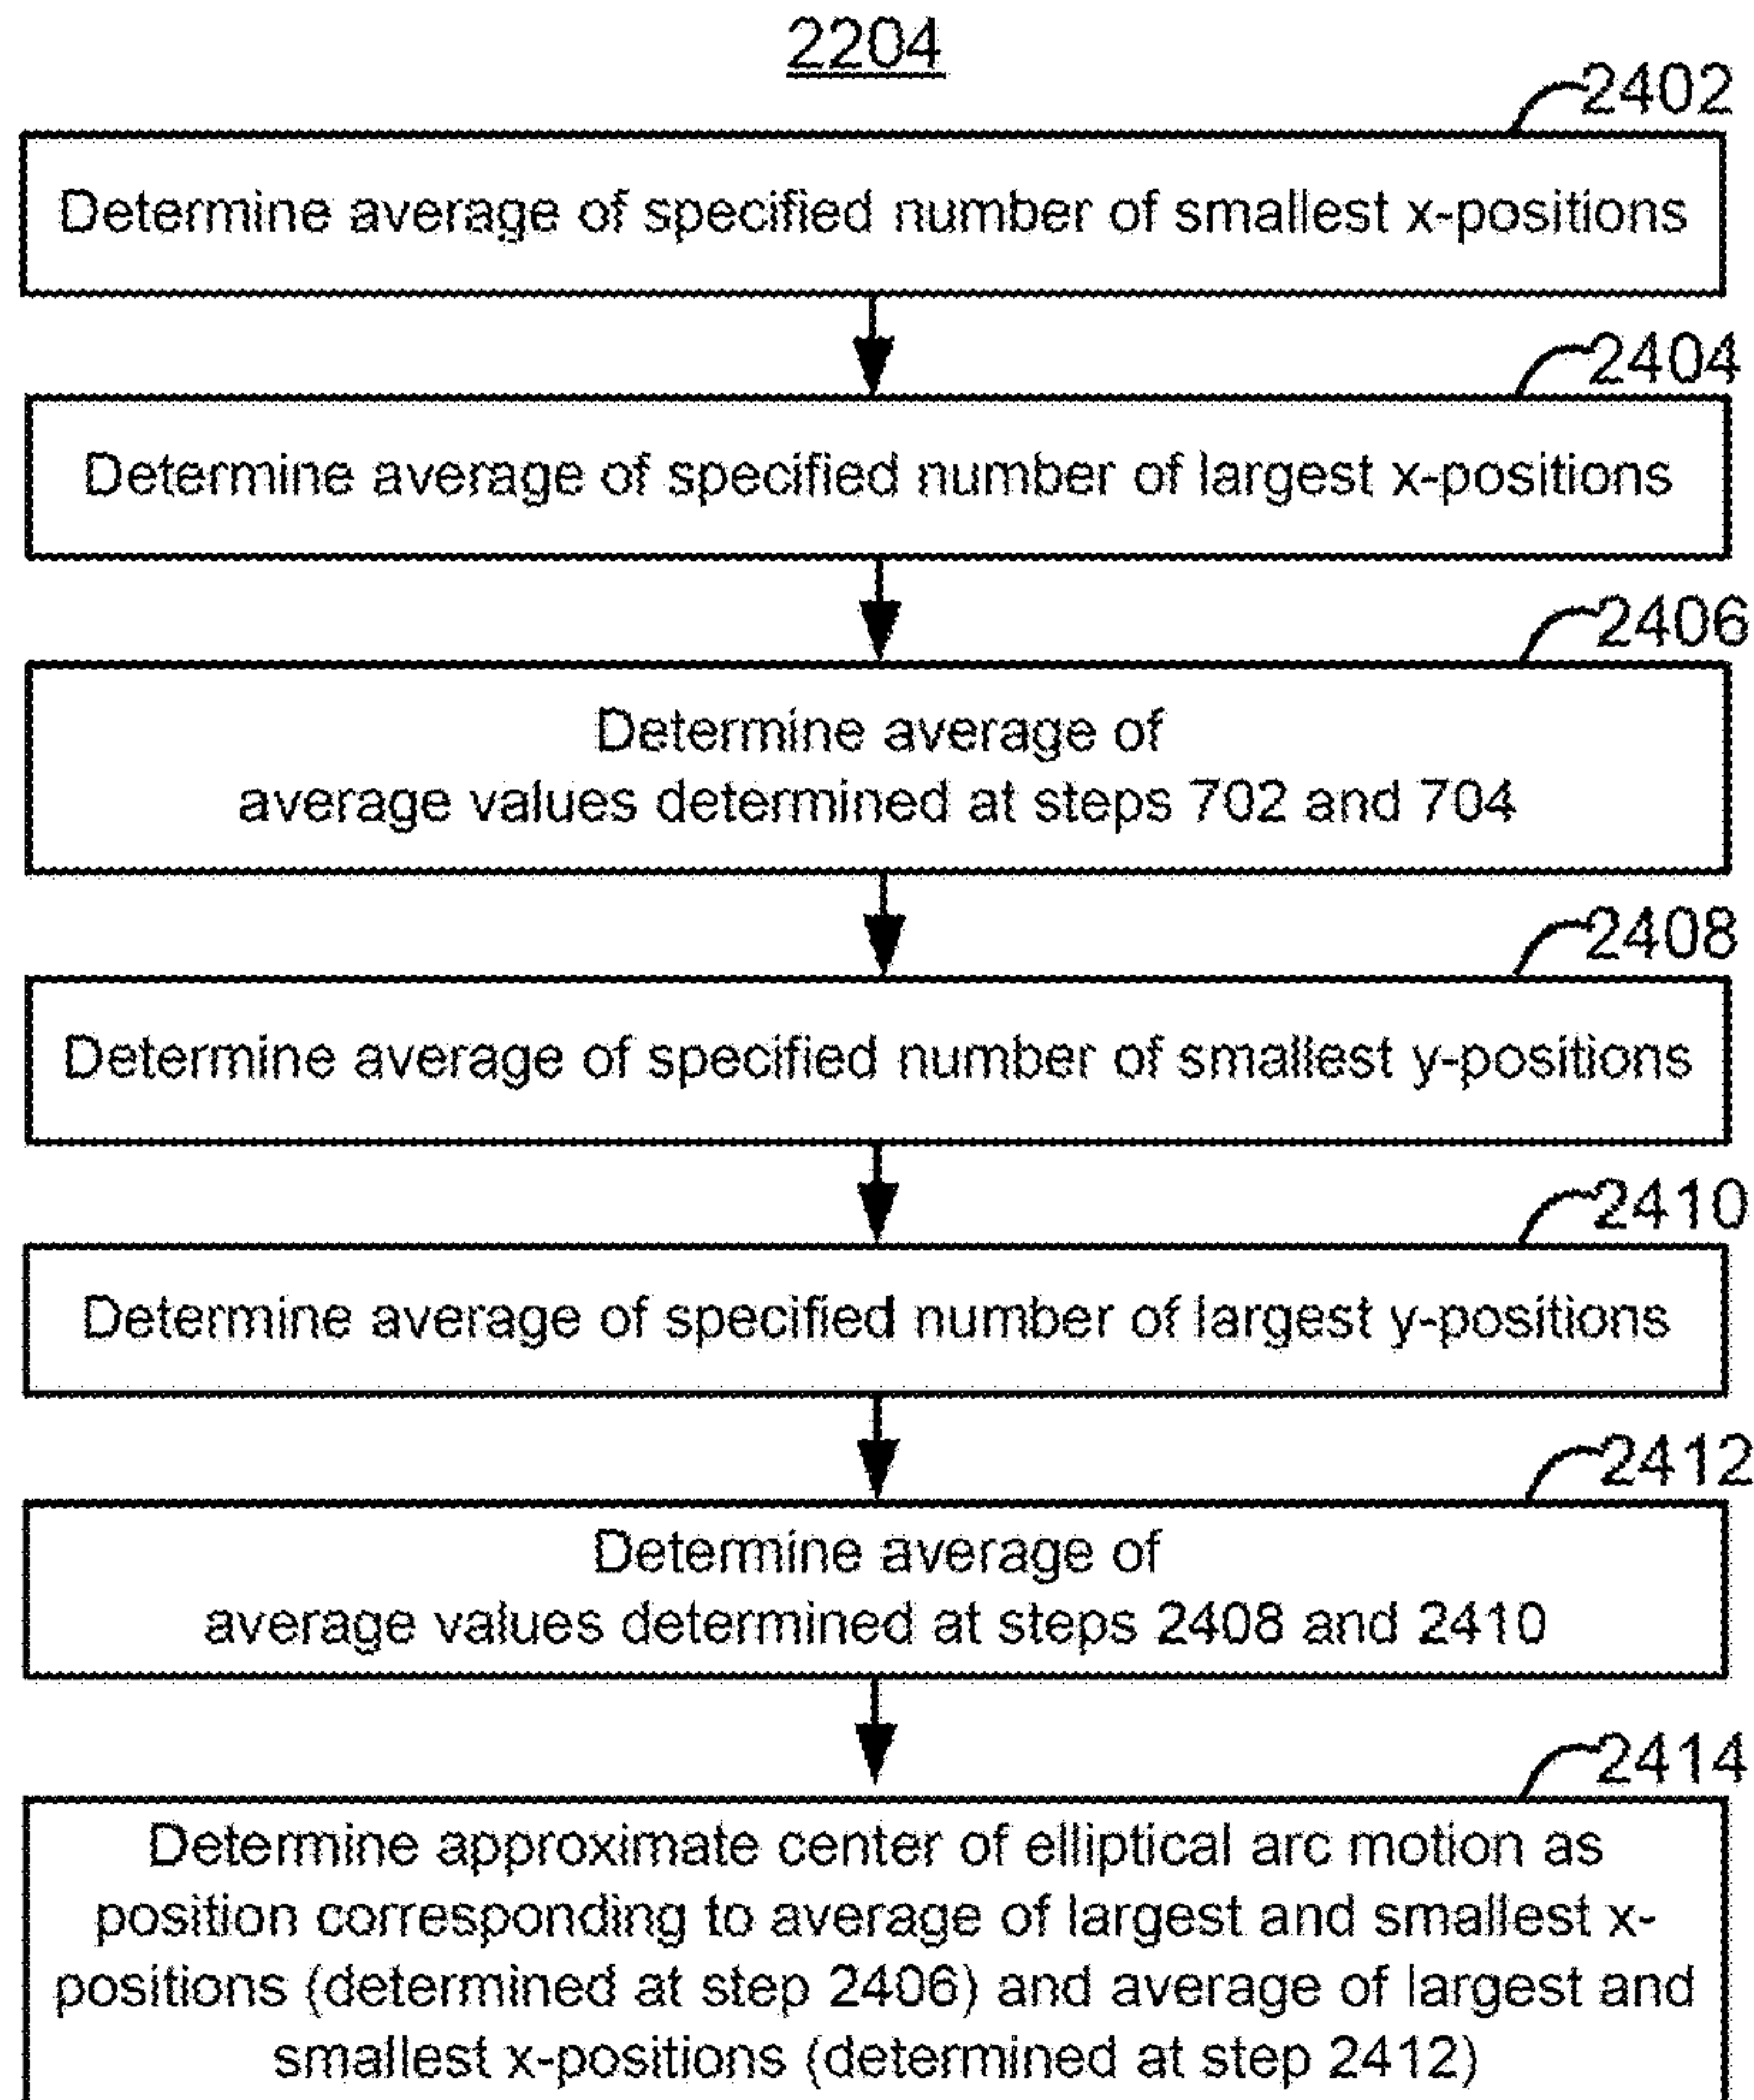 2204
2402
Determine average of specified number of smallest x-positions
2404
Determine average of specified number of largest x-positions
2406
Determine average of
average values determined at steps 702 and 704
2408
Determine average of specified number of smallest y-positions
2410
Determine average of specified number of largest y-positions
2412
Determine average of
average values determined at steps 2408 and 2410
2414
Determine approximate center of elliptical arc motion as
position corresponding to average of largest and smallest x-
positions (determined at step 2406) and average of largest and
smallest x-positions (determined at step 2412)